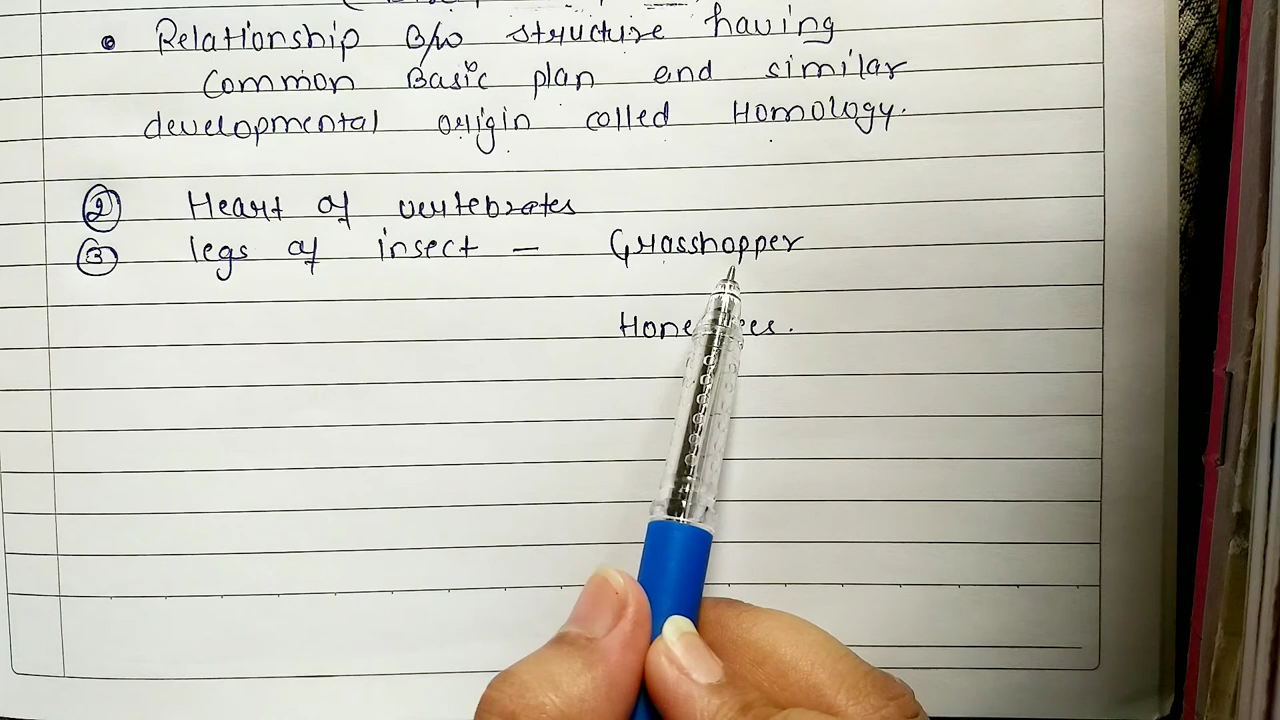 • Relationship B/w structure having
Common Basic plan and similar
developmental origin called Homology.
② Heart of vertebrates
③ legs of insect – Grasshopper